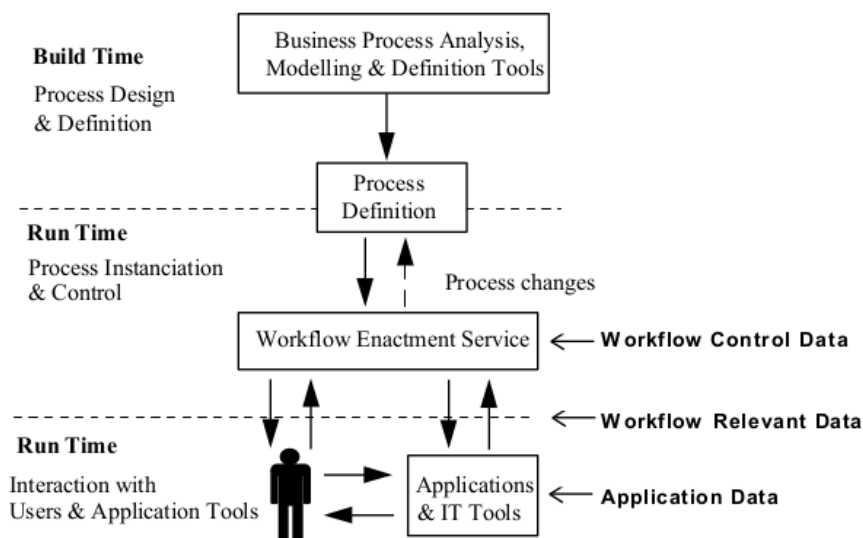 Business Process Analysis,
Modelling & Definition Tools
Build Time
Process Design
& Definition
Process
Definition
Run Time
Process Instanciation
& Control
Process changes
Workflow Enactment Service
Workflow Control Data
Workflow Relevant Data
Run Time
Interaction with
Users & Application Tools
Applications
& IT Tools
Application Data